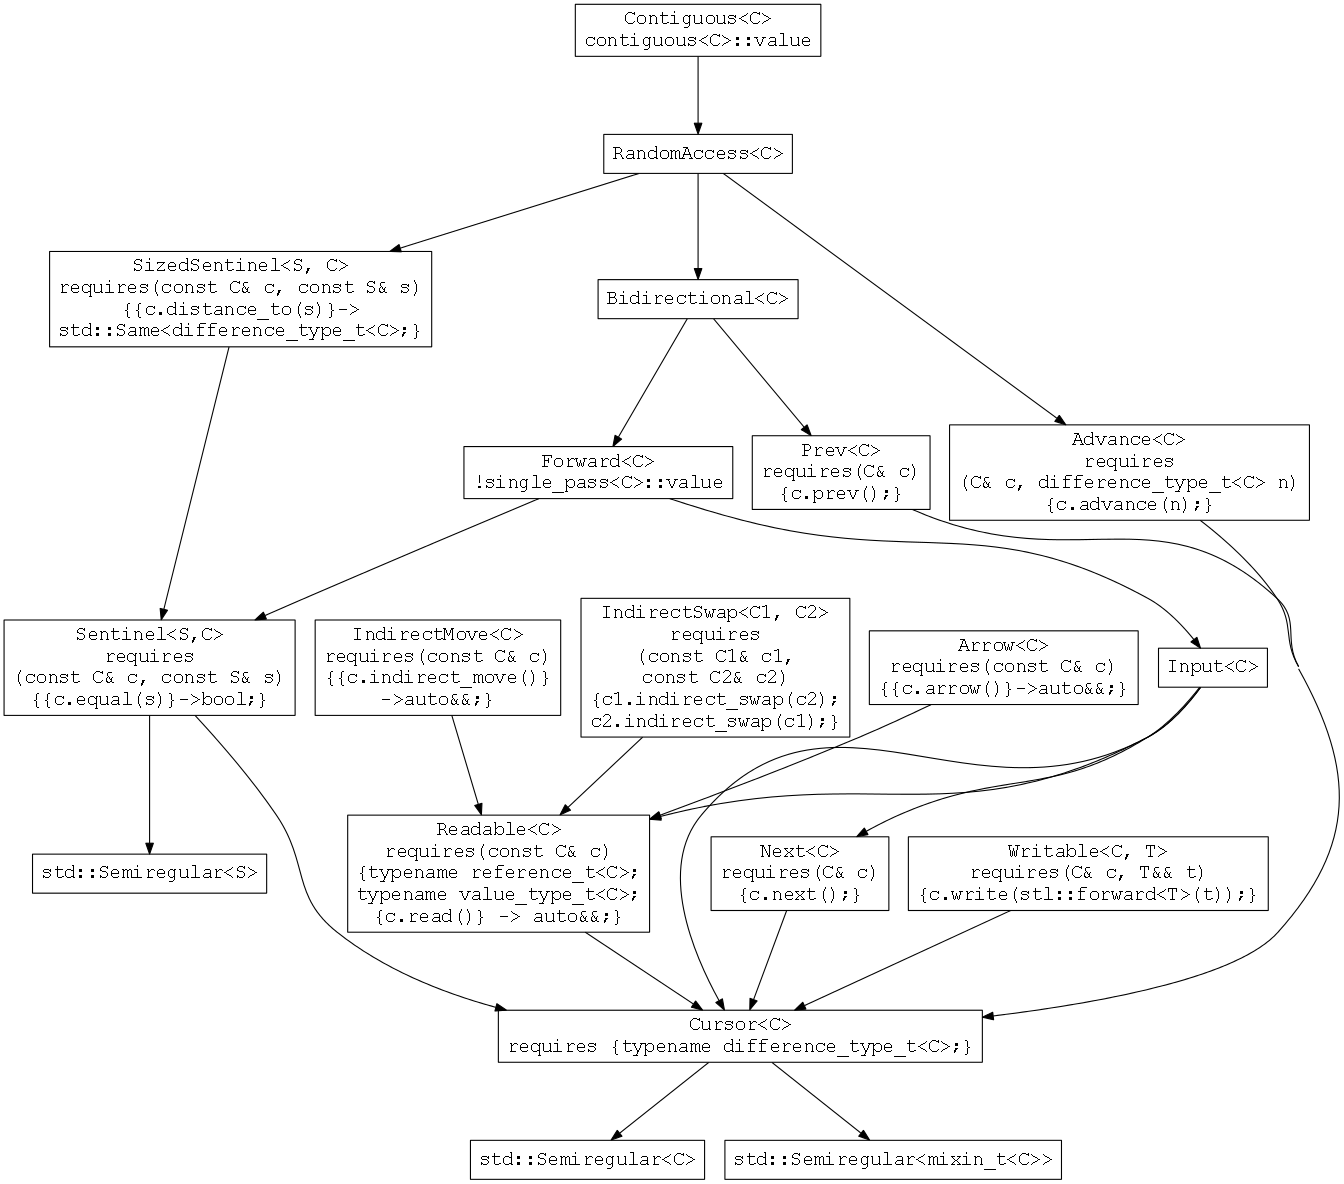 Contiguous<C>
contiguous<C>::value
RandomAccess<C>
SizedSentinel<S, C>
requires(const C& c, const S& s)
{{c.distance_to(s)}->
std::Same<difference_type_t<C>;}
Bidirectional<C>
Forward<C>
!single_pass<C>::value
Prev<C>
requires(C& c)
{c.prev();}
Advance<C>
requires
(C& c, difference_type_t<C> n)
{c.advance(n);}
Sentinel<S,C>
requires
(const C& c, const S& s)
{{c.equal(s)}->bool;}
IndirectMove<C>
requires(const C& c)
{{c.indirect_move()}
->auto&&;}
IndirectSwap<C1, C2>
requires
(const C1& c1,
const C2& c2)
{c1.indirect_swap(c2);
c2.indirect_swap(c1);}
Arrow<C>
requires(const C& c)
{{c.arrow()}->auto&&;}
Input<C>
std::Semiregular<S>
Readable<C>
requires(const C& c)
{typename reference_t<C>;
typename value_type_t<C>;
{c.read()} -> auto&&;}
Next<C>
requires(C& c)
{c.next();}
Writable<C, T>
requires(C& c, T&& t)
{c.write(stl::forward<T>(t));}
Cursor<C>
requires {typename difference_type_t<C>;}
std::Semiregular<C>
std::Semiregular<mixin_t<C>>